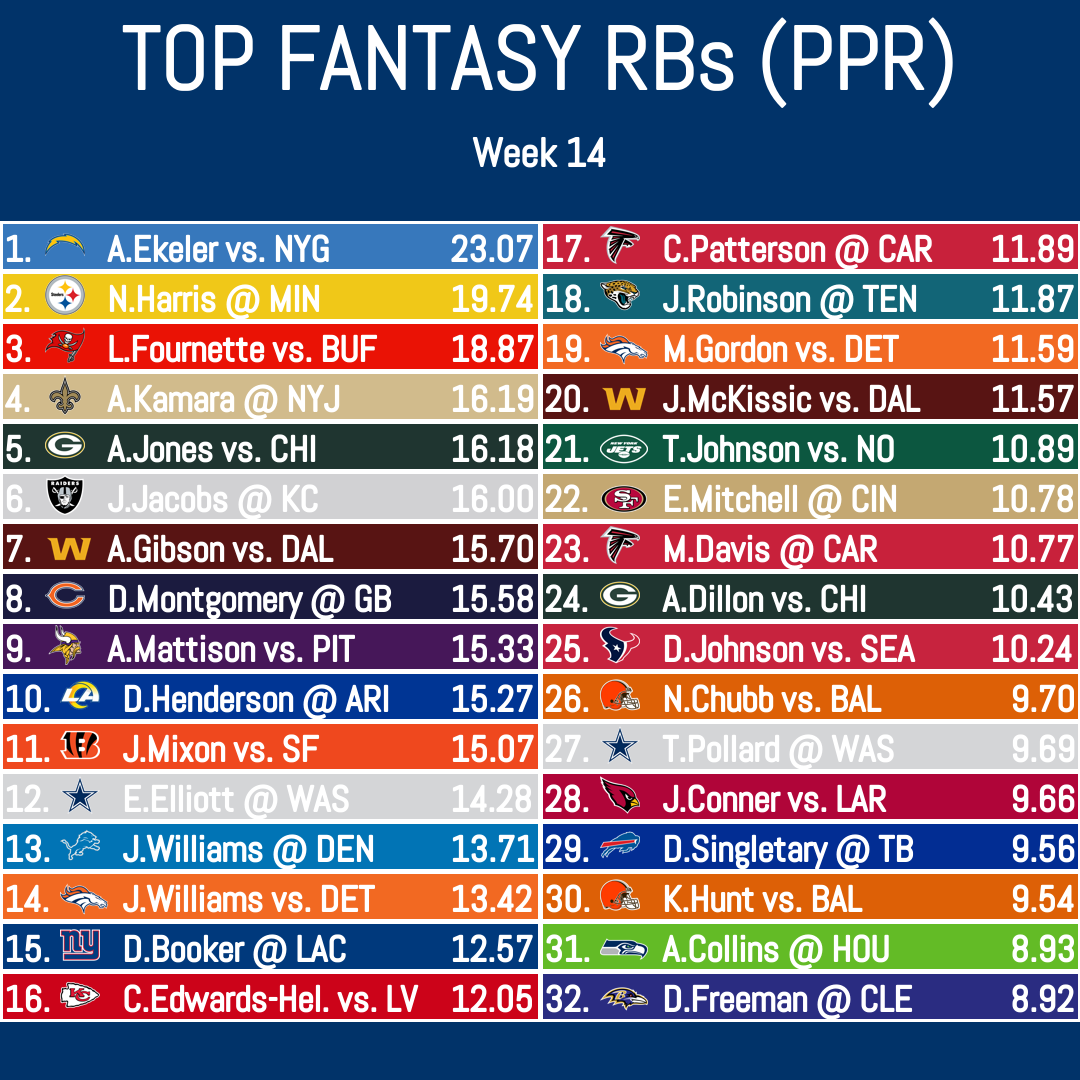 TOP FANTASY RBs (PPR)
Week 14
1. A.Ekeler vs. NYG 23.07
2. N.Harris @ MIN 19.74
3. L.Fournette vs. BUF 18.87
4. A.Kamara @ NYJ 16.19
5. A.Jones vs. CHI 16.18
6. RAIDERS J.Jacobs @ KC 16.00
7. W A.Gibson vs. DAL 15.70
8. D.Montgomery @ GB 15.58
9. A.Mattison vs. PIT 15.33
10. LA D.Henderson @ ARI 15.27
11. J.Mixon vs. SF 15.07
12. E.Elliott @ WAS 14.28
13. J.Williams @ DEN 13.71
14. J.Williams vs. DET 13.42
15. ny D.Booker @ LAC 12.57
16. KC C.Edwards-Hel. vs. LV 12.05
17. C.Patterson @ CAR 11.89
18. J.Robinson @ TEN 11.87
19. M.Gordon vs. DET 11.59
20. W J.McKissic vs. DAL 11.57
21. NEW YORK JETS T.Johnson vs. NO 10.89
22. SF E.Mitchell @ CIN 10.78
23. M.Davis @ CAR 10.77
24. G A.Dillon vs. CHI 10.43
25. D.Johnson vs. SEA 10.24
26. N.Chubb vs. BAL 9.70
27. T.Pollard @ WAS 9.69
28. J.Conner vs. LAR 9.66
29. D.Singletary @ TB 9.56
30. K.Hunt vs. BAL 9.54
31. A.Collins @ HOU 8.93
32. D.Freeman @ CLE 8.92